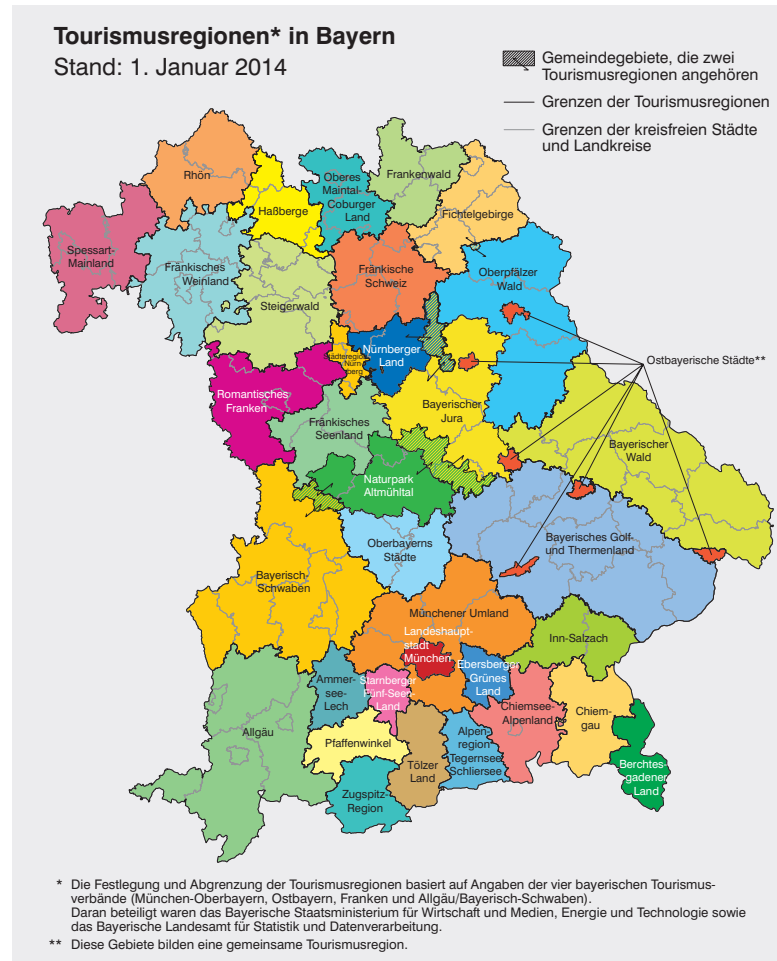 Tourismusregionen* in Bayern
Stand: 1. Januar 2014
Gemeindegebiete, die zwei
Tourismusregionen angehören
Grenzen der Tourismusregionen
Grenzen der kreisfreien Städte
und Landkreise
Rhön
Haßberge
Oberes
Maintal-
Coburger
Land
Frankenwald
Fichtelgebirge
Spessart-
Mainland
Fränkisches
Weinland
Steigerwald
Fränkische
Schweiz
Oberpfälzer
Wald
Städteregion
Nürn-
berg
Nürnberger
Land
Ostbayerische Städte**
Romantisches
Franken
Fränkisches
Seenland
Bayerischer
Jura
Bayerischer
Wald
Naturpark
Altmühltal
Oberbayerns
Städte
Bayerisches Golf-
und Thermenland
Bayerisch-
Schwaben
Münchener Umland
Landeshaupt-
stadt
München
Inn-Salzach
Ebersberger
Grünes
Land
Ammer-
see-
Lech
Starnberger
Fünf-Seen-
Land
Chiemsee-
Alpenland
Chiem-
gau
Allgäu
Pfaffenwinkel
Tölzer
Land
Alpen-
region
Tegernsee
Schliersee
Berchtes-
gadener
Land
Zugspitz-
Region
* Die Festlegung und Abgrenzung der Tourismusregionen basiert auf Angaben der vier bayerischen Tourismus-
verbände (München-Oberbayern, Ostbayern, Franken und Allgäu/Bayerisch-Schwaben).
Daran beteiligt waren das Bayerische Staatsministerium für Wirtschaft und Medien, Energie und Technologie sowie
das Bayerische Landesamt für Statistik und Datenverarbeitung.
** Diese Gebiete bilden eine gemeinsame Tourismusregion.